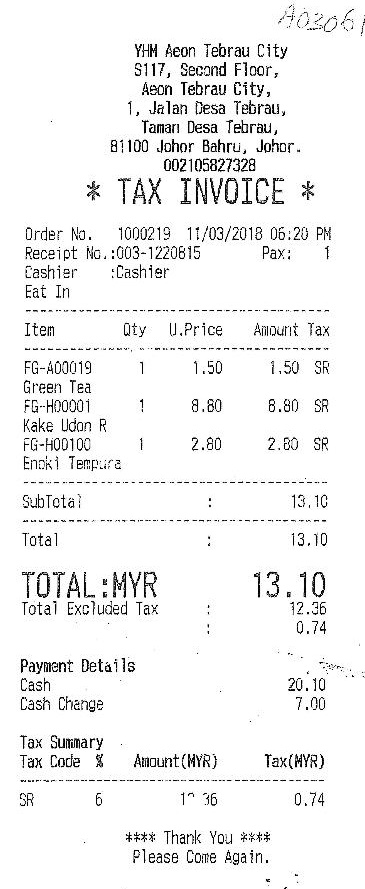 A03061
YHM Aeon Tebrau City
S117, Second Floor,
Aeon Tebrau City,
1, Jalan Desa Tebrau,
Taman Desa Tebrau,
81100 Johor Bahru, Johor.
002105827328
* TAX INVOICE *
Order No. 1000219 11/03/2018 06:20 PM
Receipt No.:003-1220815 Pax: 1
Cashier :Cashier
Eat In
Item Qty U.Price Amount Tax
FG-A00019 1 1.50 1.50 SR
Green Tea
FG-H00001 1 8.80 8.80 SR
Kake Udon R
FG-H00100 1 2.80 2.80 SR
Enoki Tempura
SubTotal : 13.10
Total : 13.10
TOTAL:MYR 13.10
Total Excluded Tax : 12.36
: 0.74
Payment Details
Cash 20.10
Cash Change 7.00
Tax Summary
Tax Code % Amount(MYR) Tax(MYR)
SR 6 0.74
**** Thank You ****
Please Come Again.